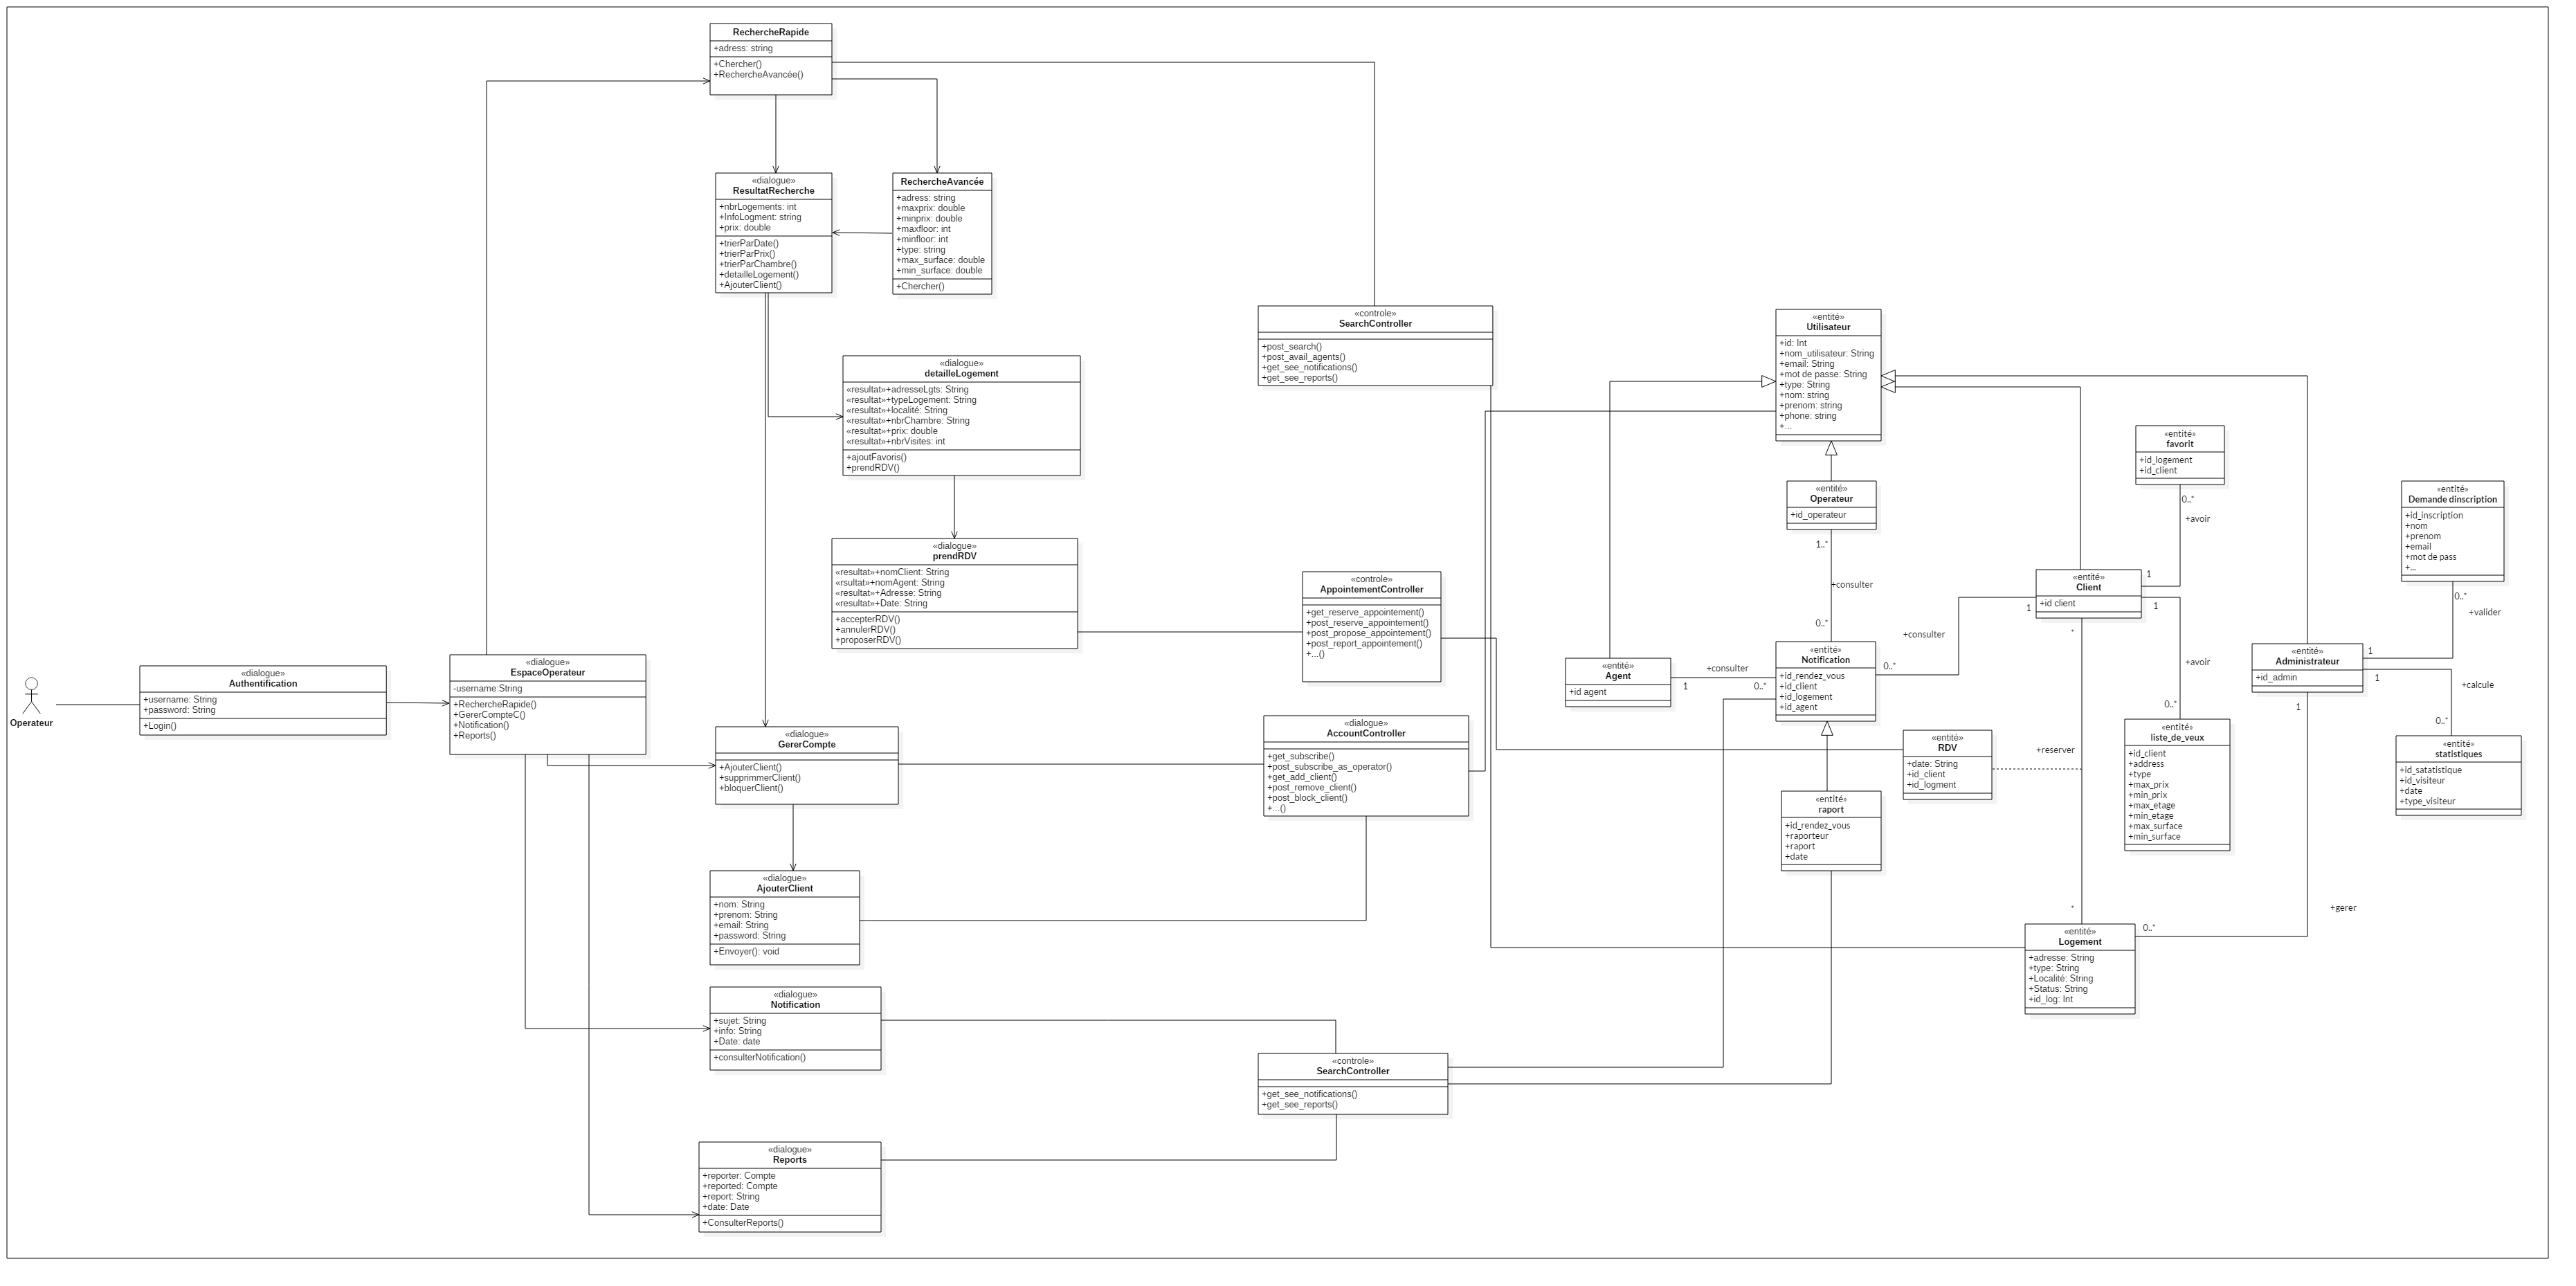 RechercheRapide
+adress: string
+Chercher()
+RechercheAvancée()
«dialogue»
ResultatRecherche
+nbrLogements: int
+InfoLogment: string
+prix: double
+trierParDate()
+trierParPrix()
+trierParChambre()
+detailleLogement()
+AjouterClient()
RechercheAvancée
+adress: string
+maxprix: double
+minprix: double
+maxfloor: int
+minfloor: int
+type: string
+max_surface: double
+min_surface: double
+Chercher()
«dialogue»
detailleLogement
«resultat»+adresseLgts: String
«resultat»+typeLogement: String
«resultat»+localité: String
«resultat»+nbrChambre: String
«resultat»+prix: double
«resultat»+nbrVisites: int
+ajoutFavoris()
+prendRDV()
«dialogue»
prendRDV
«resultat»+nomClient: String
«rsultat»+nomAgent: String
«resultat»+Adresse: String
«resultat»+Date: String
+accepterRDV()
+annulerRDV()
+proposerRDV()
Operateur
«dialogue»
Authentification
+username: String
+password: String
+Login()
«dialogue»
EspaceOperateur
-username:String
+RechercheRapide()
+GererCompteC()
+Notification()
+Reports()
«dialogue»
GererCompte
+AjouterClient()
+supprimmerClient()
+bloquerClient()
«dialogue»
AjouterClient
+nom: String
+prenom: String
+email: String
+password: String
+Envoyer(): void
«dialogue»
Notification
+sujet: String
+info: String
+Date: date
+consulterNotification()
«dialogue»
Reports
+reporter: Compte
+reported: Compte
+report: String
+date: Date
+ConsulterReports()
«controle»
SearchController
+post_search()
+post_avail_agents()
+get_see_notifications()
+get_see_reports()
«controle»
AppointementController
+get_reserve_appointement()
+post_reserve_appointement()
+post_propose_appointement()
+post_report_appointement()
+...()
«dialogue»
AccountController
+get_subscribe()
+post_subscribe_as_operator()
+get_add_client()
+post_remove_client()
+post_block_client()
+...()
«controle»
SearchController
+get_see_notifications()
+get_see_reports()
«entité»
Utilisateur
+id: Int
+nom_utilisateur: String
+email: String
+mot de passe: String
+type: String
+nom: string
+prenom: string
+phone: string
+...
«entité»
Operateur
+id_operateur
1..*
+consulter
0..*
«entité»
Notification
+id_rendez_vous
+id_client
+id_logement
+id_agent
«entité»
Agent
+id agent
+consulter
1
0..*
«entité»
raport
+id_rendez_vous
+raporteur
+raport
+date
«entité»
RDV
+date: String
+id_client
+id_logment
+consulter
0..*
1
«entité»
Client
+id client
1
1
*
+reserver
*
«entité»
favorit
+id_logement
+id_client
0..*
+avoir
+avoir
0..*
«entité»
liste_de_veux
+id_client
+address
+type
+max_prix
+min_prix
+max_etage
+min_etage
+max_surface
+min_surface
«entité»
Logement
+adresse: String
+type: String
+Localité: String
+Status: String
+id_log: Int
0..*
+gerer
1
«entité»
Administrateur
+id_admin
1
1
«entité»
Demande dinscription
+id_inscription
+nom
+prenom
+email
+mot de pass
+...
0..*
+valider
+calcule
0..*
«entité»
statistiques
+id_satatistique
+id_visiteur
+date
+type_visiteur